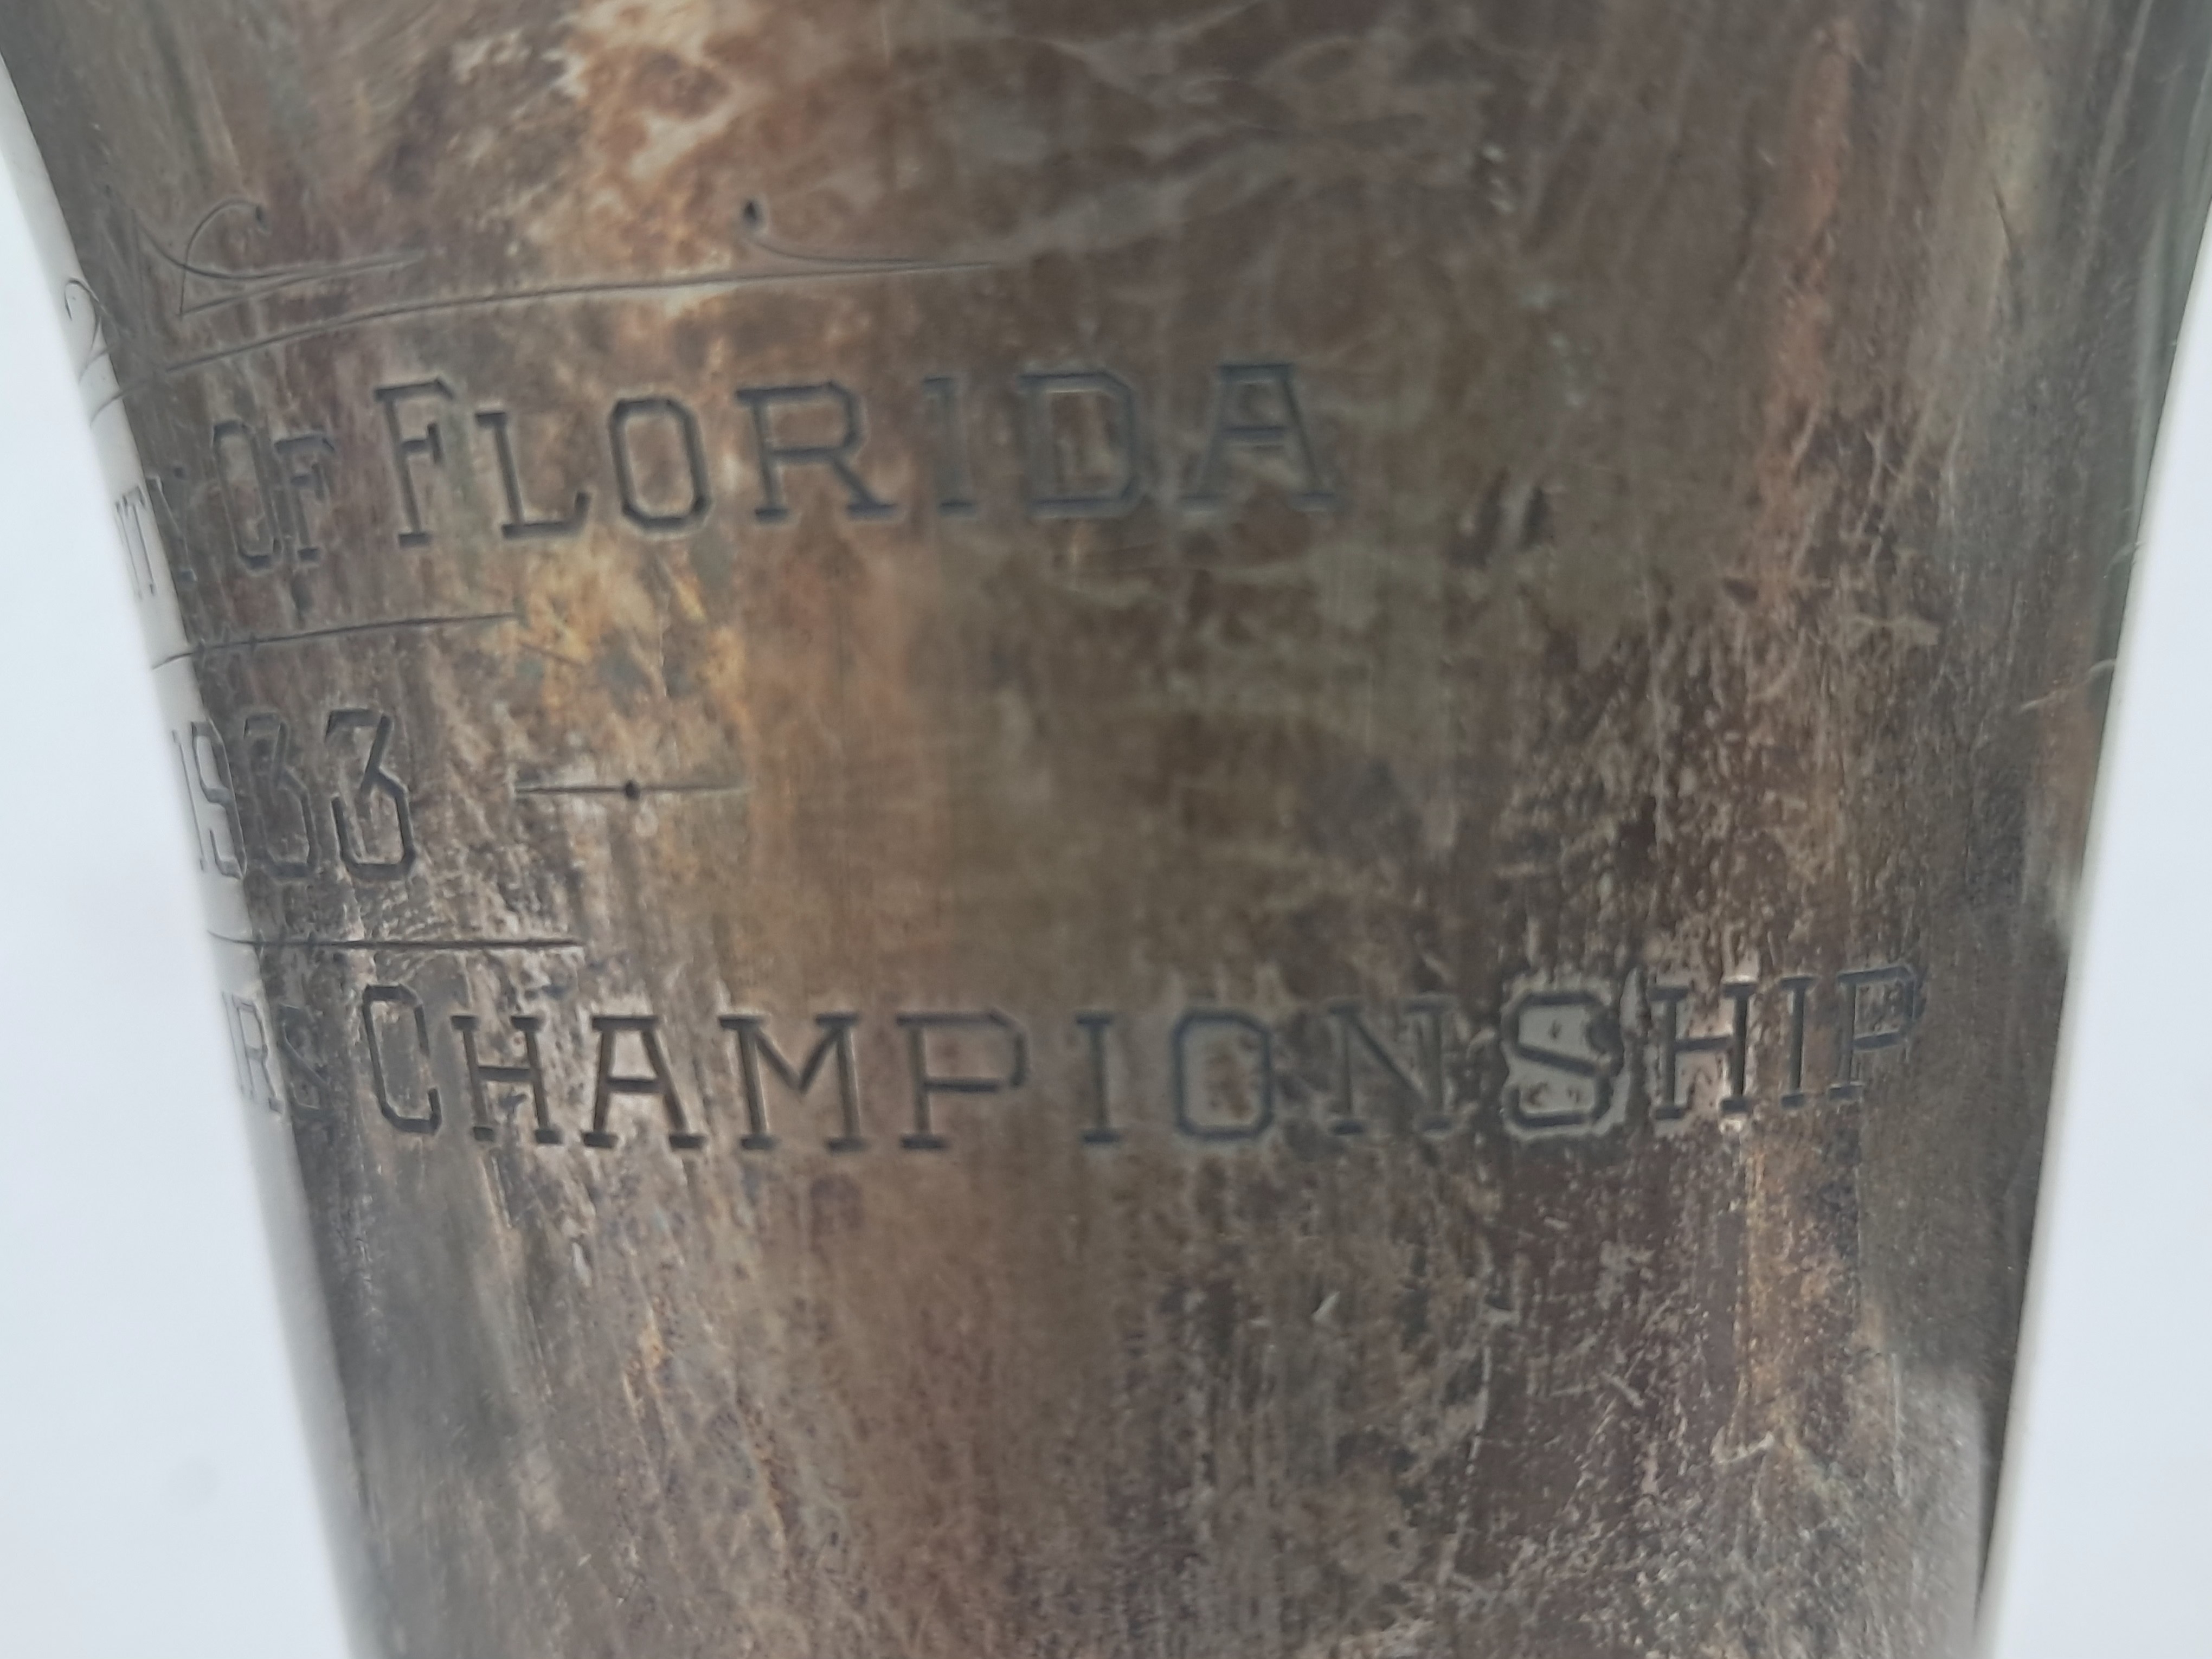 OF FLORIDA
1933
CHAMPIONSHIP